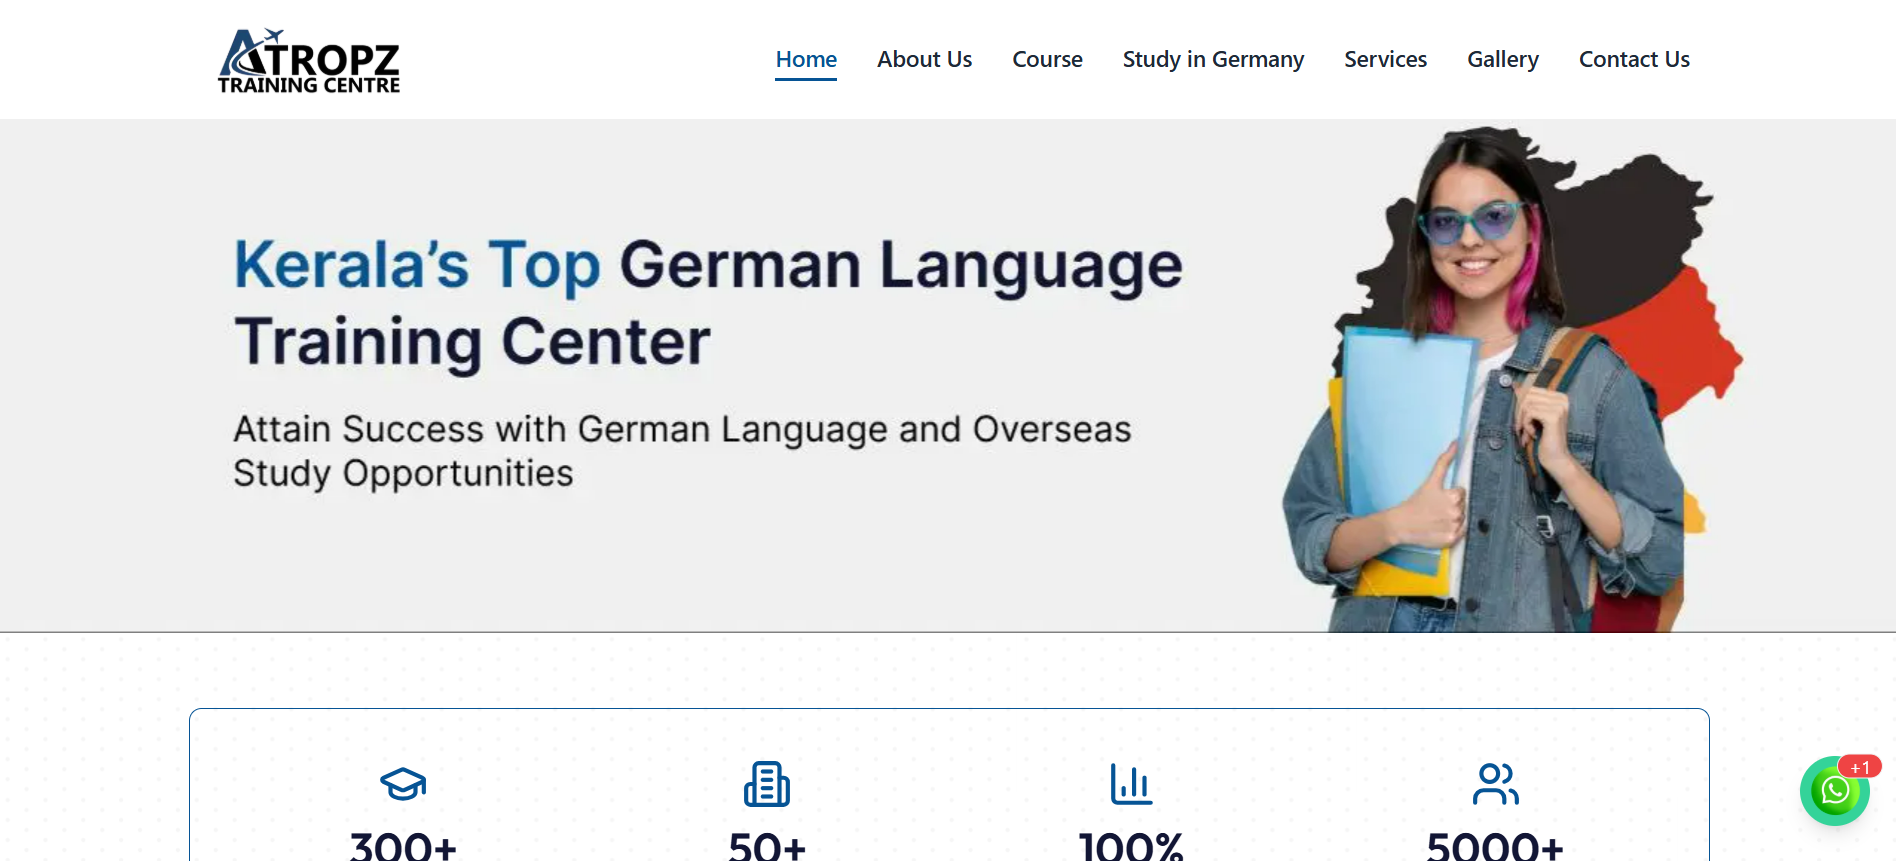 ATROPZ
TRAINING CENTRE
Home About Us Course Study in Germany Services Gallery Contact Us
Kerala’s Top German Language
Training Center
Attain Success with German Language and Overseas
Study Opportunities
+1
300+ 50+ 100% 5000+